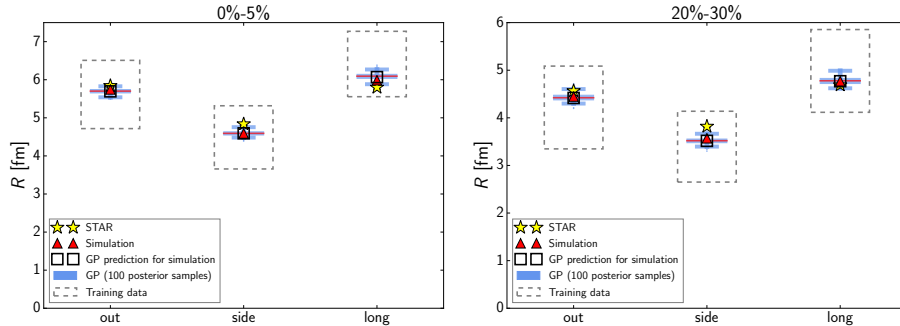 0%-5%
7
6
5
4
3
2
1
0
R [fm]
STAR
Simulation
GP prediction for simulation
GP (100 posterior samples)
Training data
out side long
20%-30%
6
5
4
3
2
1
0
R [fm]
STAR
Simulation
GP prediction for simulation
GP (100 posterior samples)
Training data
out side long